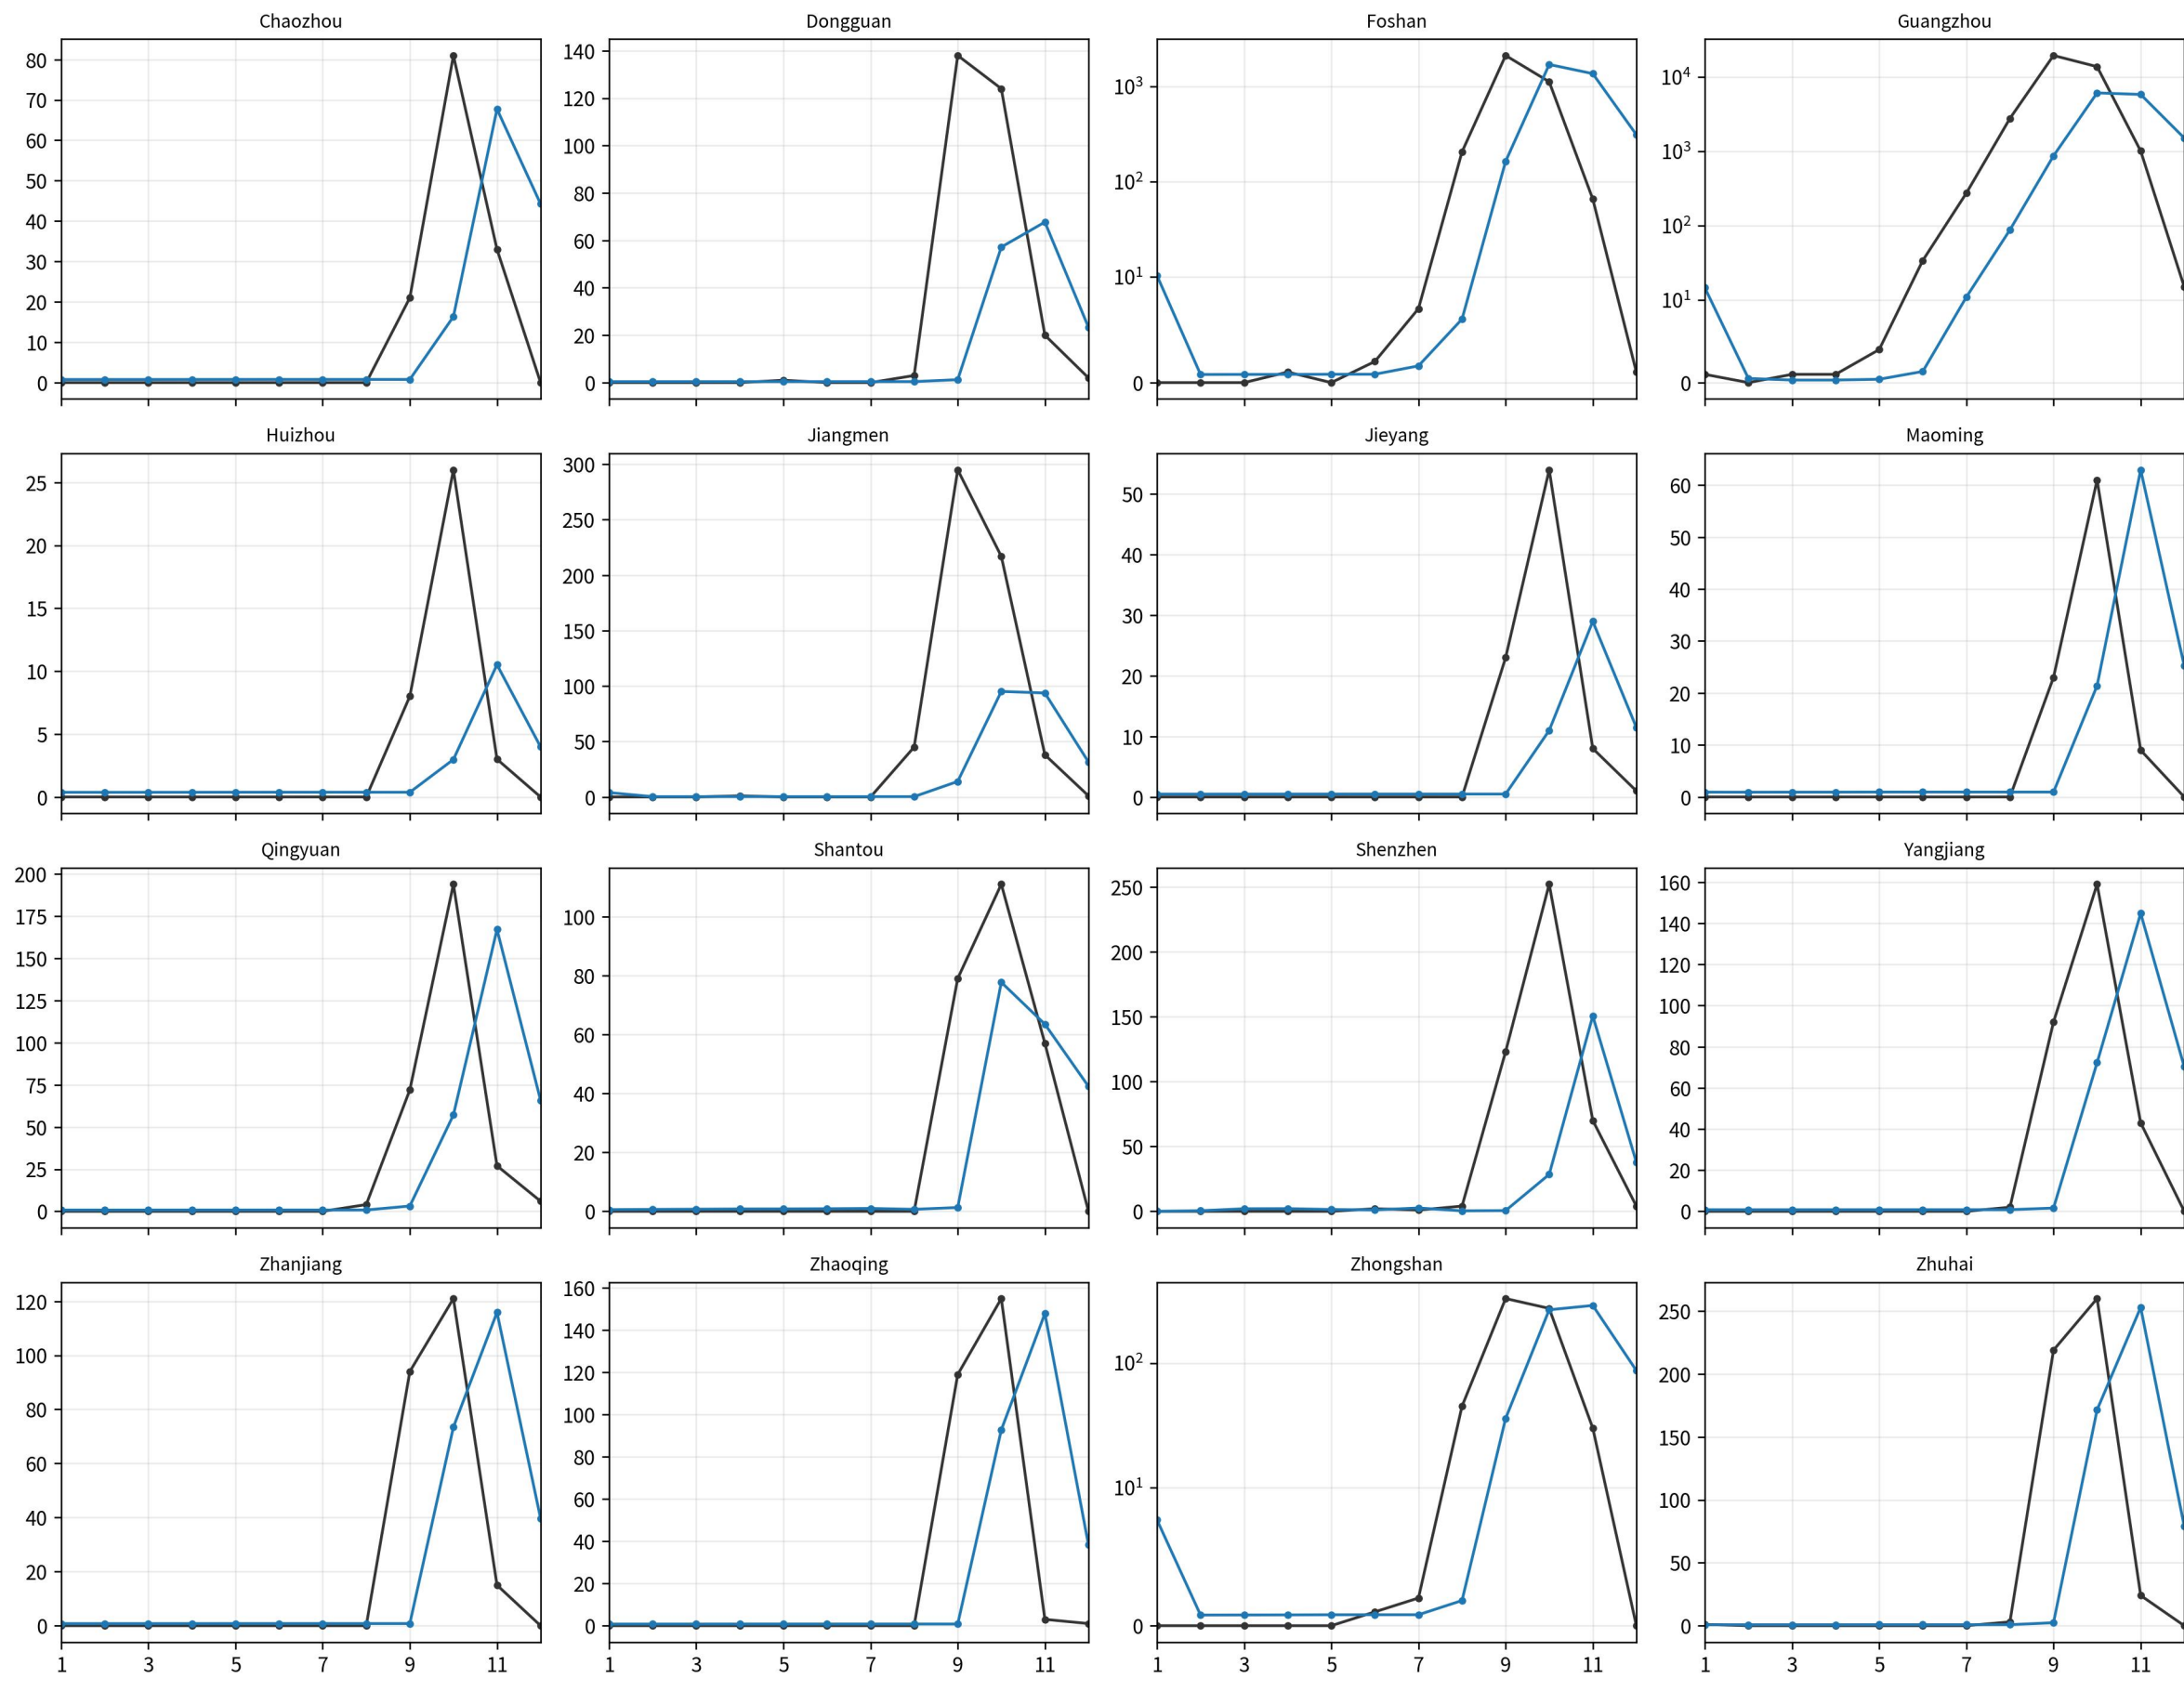 Chaozhou Dongguan Foshan Guangzhou
80 140 10³ 10⁴
70 120
60 100 10³
50 80 10²
40 60 10²
30 40 10¹
20 20 10¹
10
0 0 0 0
Huizhou Jiangmen Jieyang Maoming
25 300 50 60
20 250 40 50
15 200 30 40
10 150 20 30
5 100 10 20
0 50 0 10
0 0
Qingyuan Shantou Shenzhen Yangjiang
200 100 250 160
175 80 200 140
150 60 150 120
125 40 100 100
100 20 50 80
75 0 0 60
50 40
25 20
0 0
Zhanjiang Zhaoqing Zhongshan Zhuhai
120 160 10² 250
100 140 10¹ 200
80 120 0 150
60 100 100
40 80 50
20 60 0
0 40
20
0
1 3 5 7 9 11 1 3 5 7 9 11 1 3 5 7 9 11 1 3 5 7 9 11